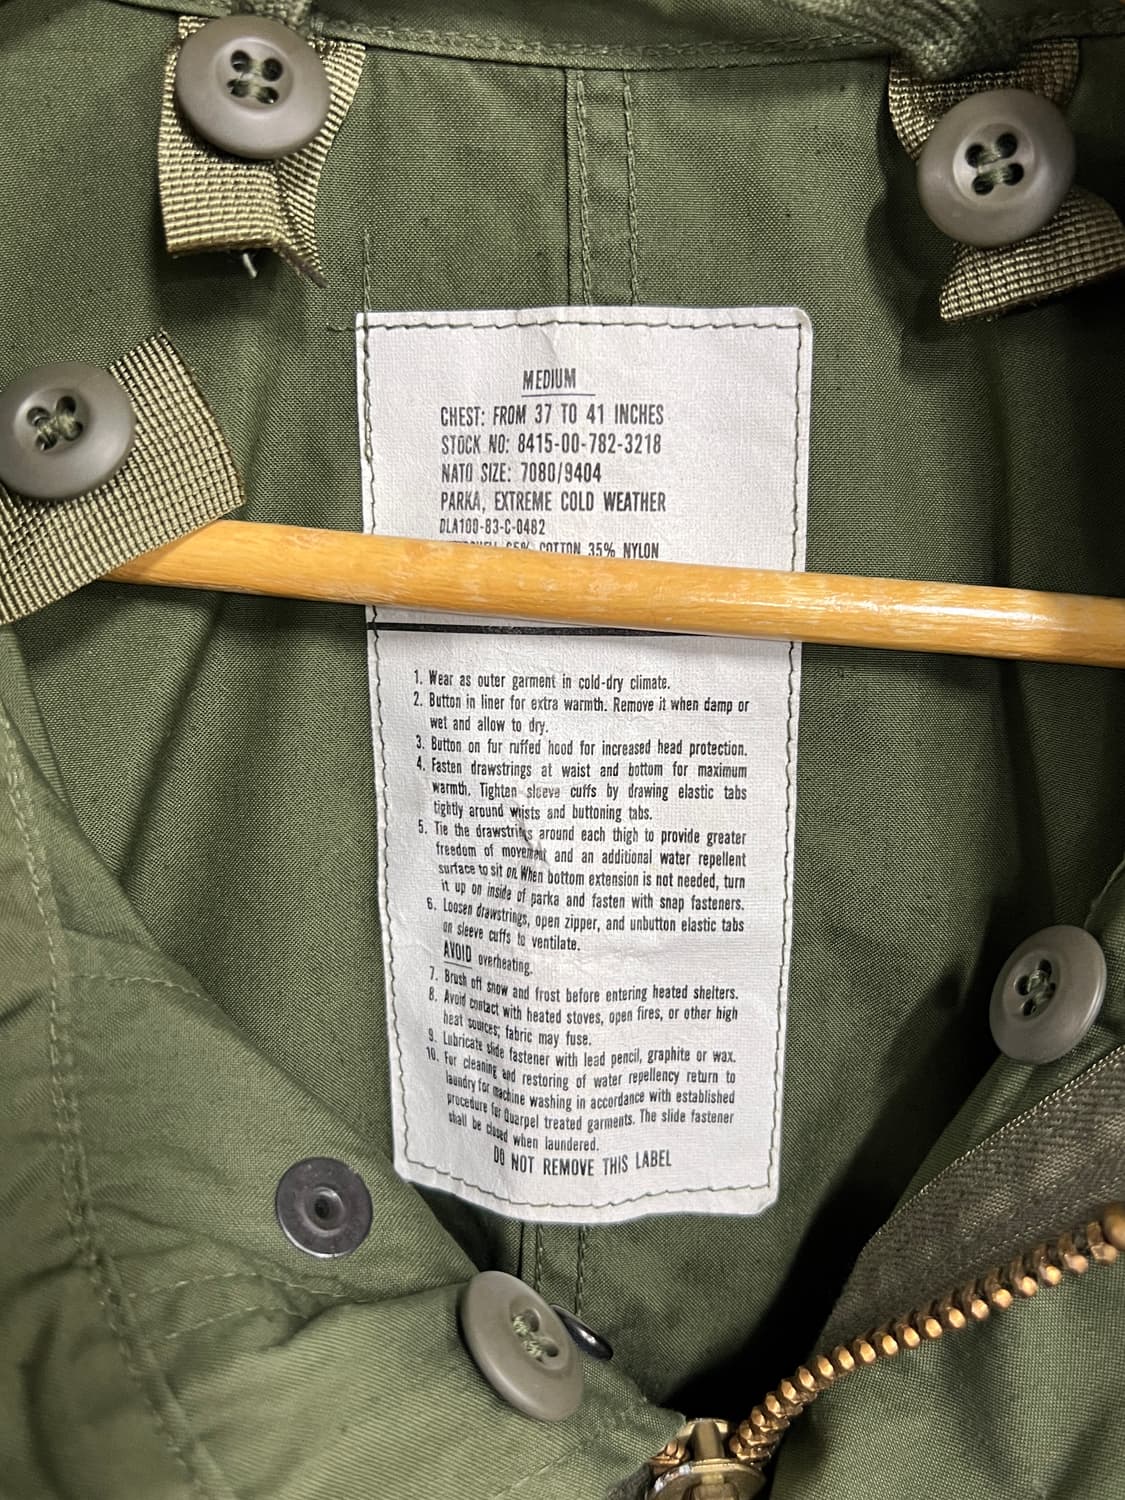 MEDIUM
CHEST: FROM 37 TO 41 INCHES
STOCK NO: 8415-00-782-3218
NATO SIZE: 7080/9404
PARKA, EXTREME COLD WEATHER
DLA100-83-C-0482
65% COTTON 35% NYLON
1. Wear as outer garment in cold-dry climate.
2. Button in liner for extra warmth. Remove it when damp or
wet and allow to dry.
3. Button on fur ruffed hood for increased head protection.
4. Fasten drawstrings at waist and bottom for maximum
warmth. Tighten sleeve cuffs by drawing elastic tabs
tightly around wrists and buttoning tabs.
5. Tie the drawstrings around each thigh to provide greater
freedom of movement and an additional water repellent
surface to sit on. When bottom extension is not needed, turn
it up on inside of parka and fasten with snap fasteners.
6. Loosen drawstrings, open zipper, and unbutton elastic tabs
on sleeve cuffs to ventilate.
AVOID overheating.
7. Brush off snow and frost before entering heated shelters.
8. Avoid contact with heated stoves, open fires, or other high
heat sources; fabric may fuse.
9. Lubricate slide fastener with lead pencil, graphite or wax.
10. For cleaning and restoring of water repellency return to
laundry for machine washing in accordance with established
procedure for Quarpel treated garments. The slide fastener
shall be closed when laundered.
DO NOT REMOVE THIS LABEL